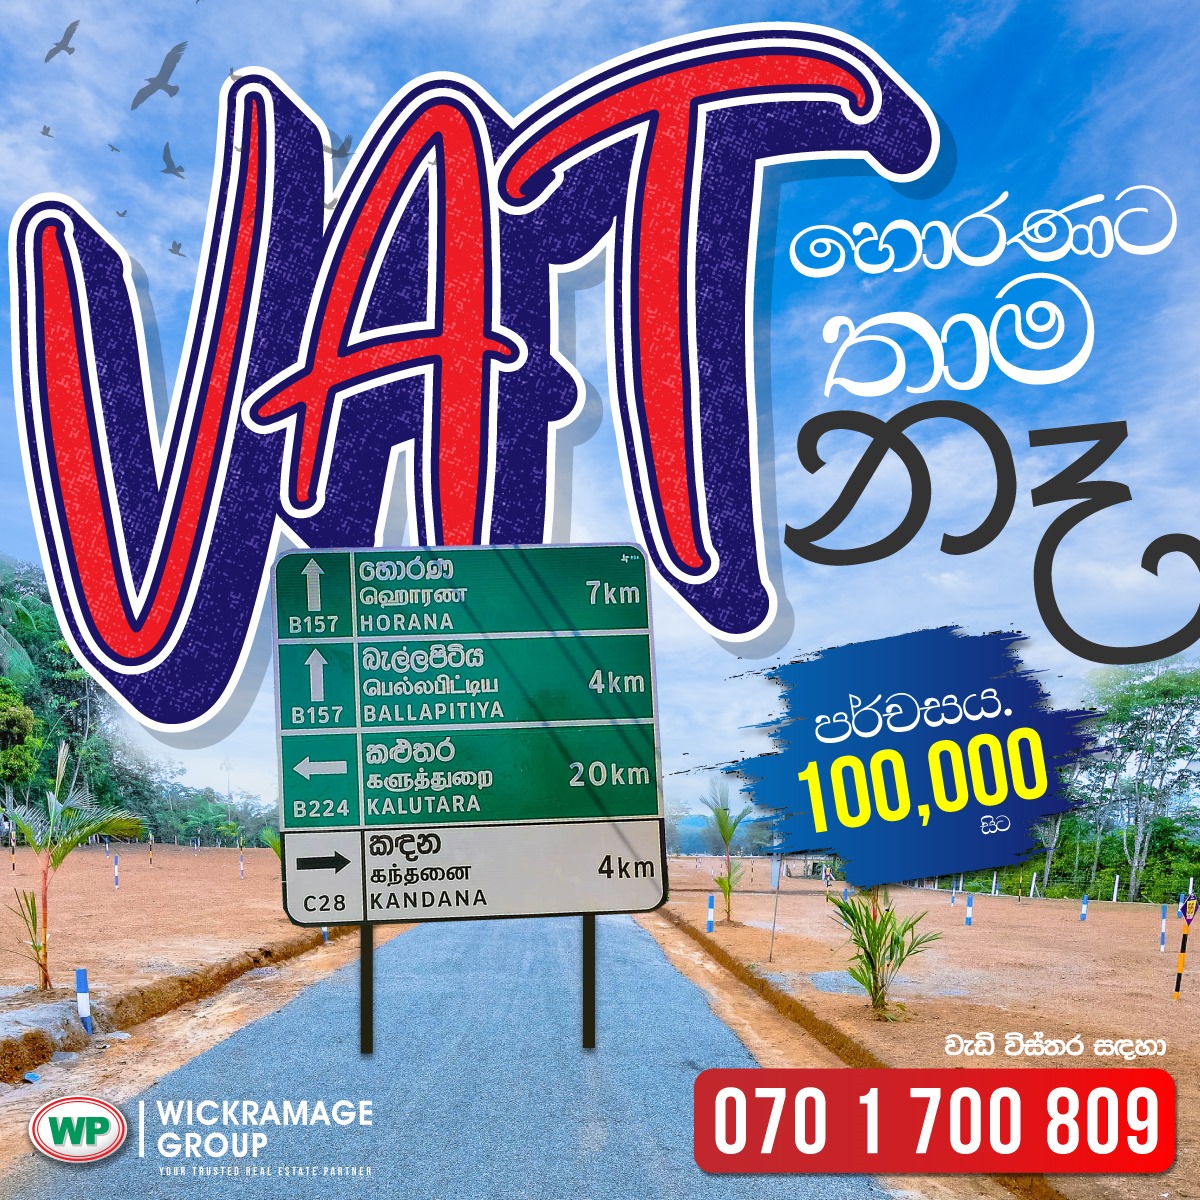 VAT
හොරණට
තාම
නෑ
හොරණ
ஹொரண
B157 HORANA 7km
බැල්ලපිටිය
பெல்லபிட்டிய
B157 BALLAPITIYA 4km
කළුතර
களுத்துறை
B224 KALUTARA 20km
කඳන
கந்தனை
C28 KANDANA 4km
පර්චසය.
100,000
සිට
වැඩි විස්තර සඳහා
070 1 700 809
WP
WICKRAMAGE
GROUP
YOUR TRUSTED REAL ESTATE PARTNER